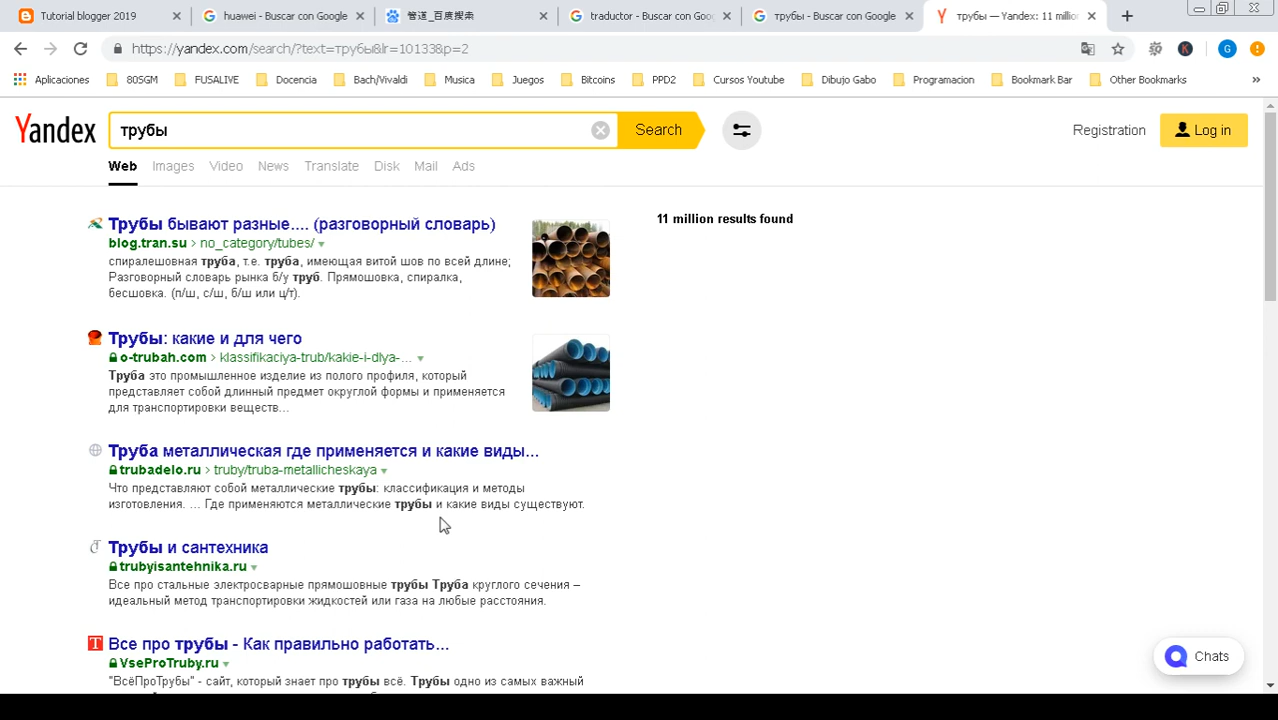 Tutorial blogger 2019
huawei - Buscar con Google
管道_百度搜索
traductor - Buscar con Goo
трубы - Buscar con Google
трубы — Yandex: 11 millio
https://yandex.com/search/?text=трубы&lr=10133&p=2
G
Aplicaciones
80SGM
FUSALIVE
Docencia
Bach/Vivaldi
Musica
Juegos
Bitcoins
PPD2
Cursos Youtube
Dibujo Gabo
Programacion
Bookmark Bar
Other Bookmarks
»
Yandex
трубы
Search
Registration
Log in
Web
Images
Video
News
Translate
Disk
Mail
Ads
11 million results found
Трубы бывают разные.... (разговорный словарь)
blog.tran.su › no_category/tubes/
спиралешовная труба, т.е. труба, имеющая витой шов по всей длине;
Разговорный словарь рынка б/у труб. Прямошовка, спиралка,
бесшовка. (п/ш, с/ш, б/ш или ц/т).
Трубы: какие и для чего
o-trubah.com › klassifikaciya-trub/kakie-i-dlya-...
Труба это промышленное изделие из полого профиля, который
представляет собой длинный предмет округлой формы и применяется
для транспортировки веществ...
Труба металлическая где применяется и какие виды...
trubadelo.ru › truby/truba-metallicheskaya
Что представляют собой металлические трубы: классификация и методы
изготовления. ... Где применяются металлические трубы и какие виды существуют.
Трубы и сантехника
trubyisantehnika.ru
Все про стальные электросварные прямошовные трубы Труба круглого сечения –
идеальный метод транспортировки жидкостей или газа на любые расстояния.
Все про трубы - Как правильно работать...
VseProTruby.ru
"ВсёПроТрубы" - сайт, который знает про трубы всё. Трубы одно из самых важный
Chats